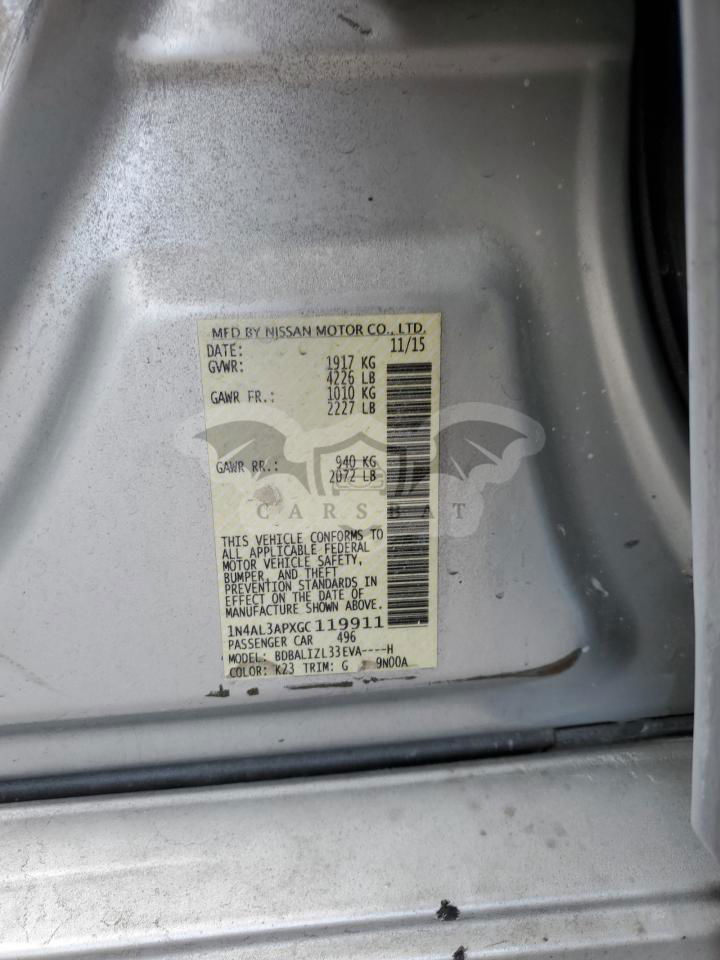 MFD BY NISSAN MOTOR CO., LTD.
DATE: 11/15
GVWR: 1917 KG
4226 LB
GAWR FR.: 1010 KG
2227 LB
GAWR RR.: 940 KG
2072 LB
CARSBAT
THIS VEHICLE CONFORMS TO
ALL APPLICABLE FEDERAL
MOTOR VEHICLE SAFETY,
BUMPER, AND THEFT
PREVENTION STANDARDS IN
EFFECT ON THE DATE OF
MANUFACTURE SHOWN ABOVE.
1N4AL3APXGC119911
PASSENGER CAR 496
MODEL: BDBALIZL33EVA----H
COLOR: K23 TRIM: G 9N00A